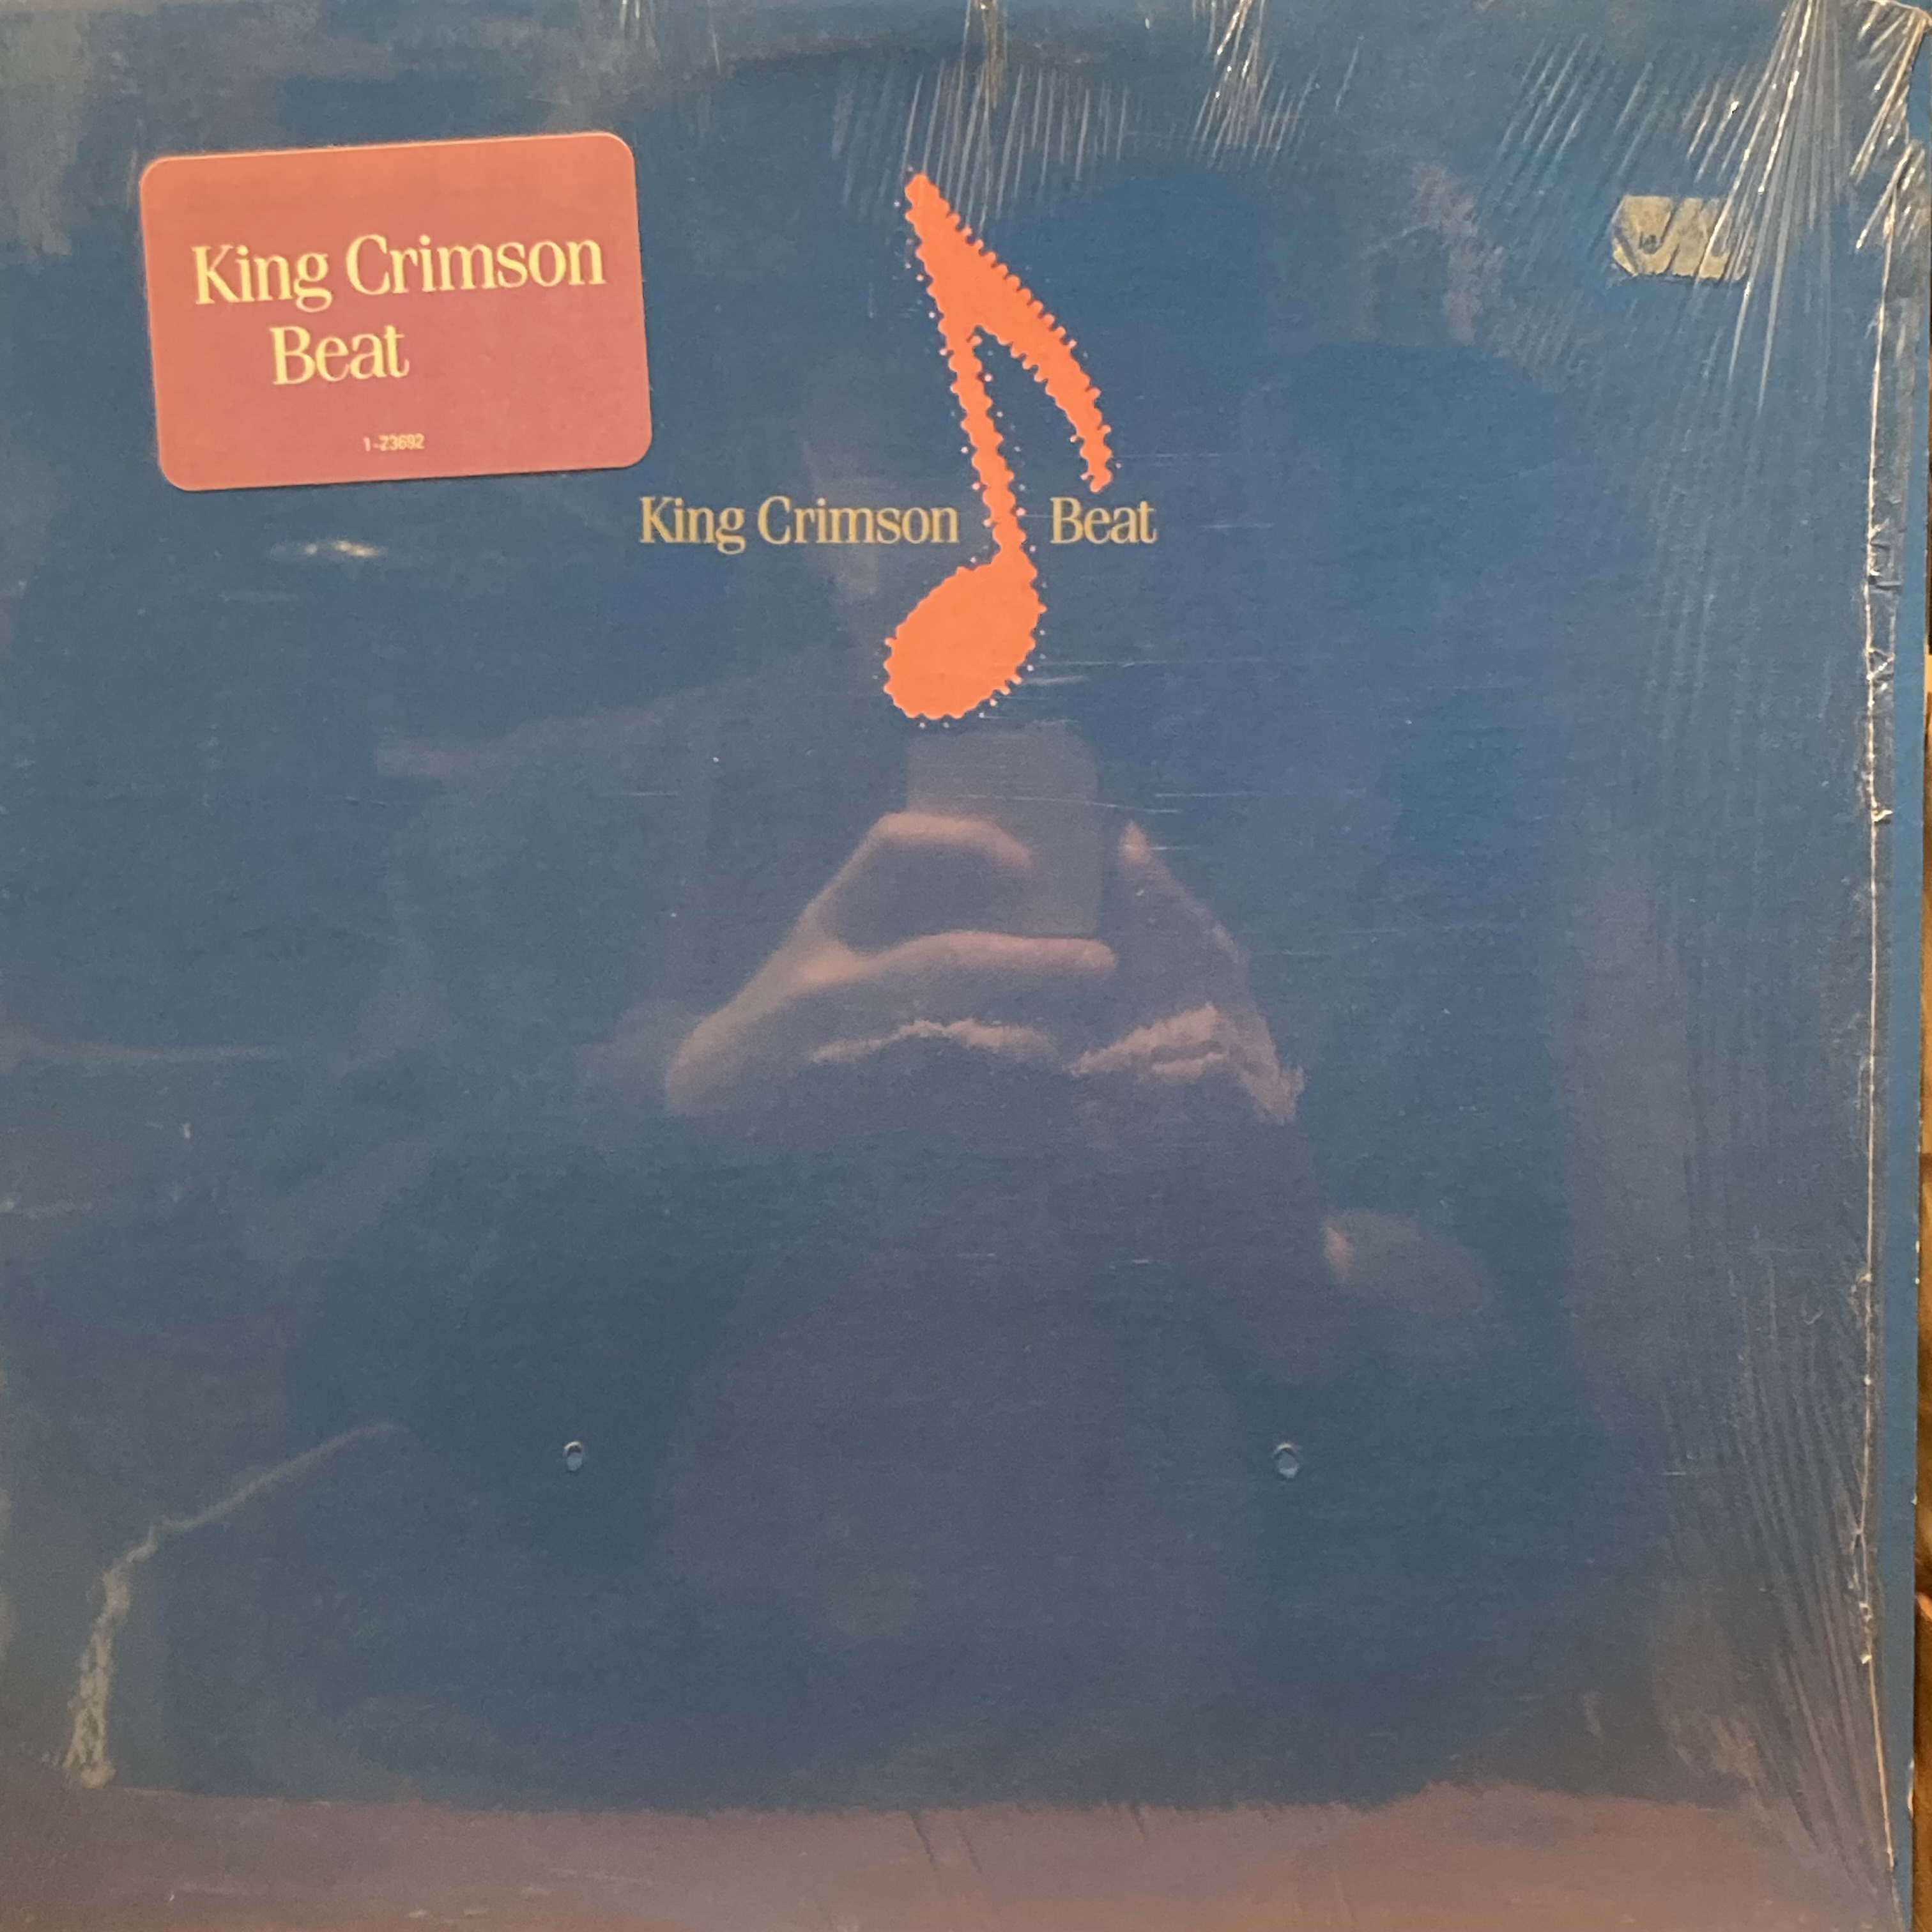 King Crimson
Beat
1-23692
King Crimson Beat